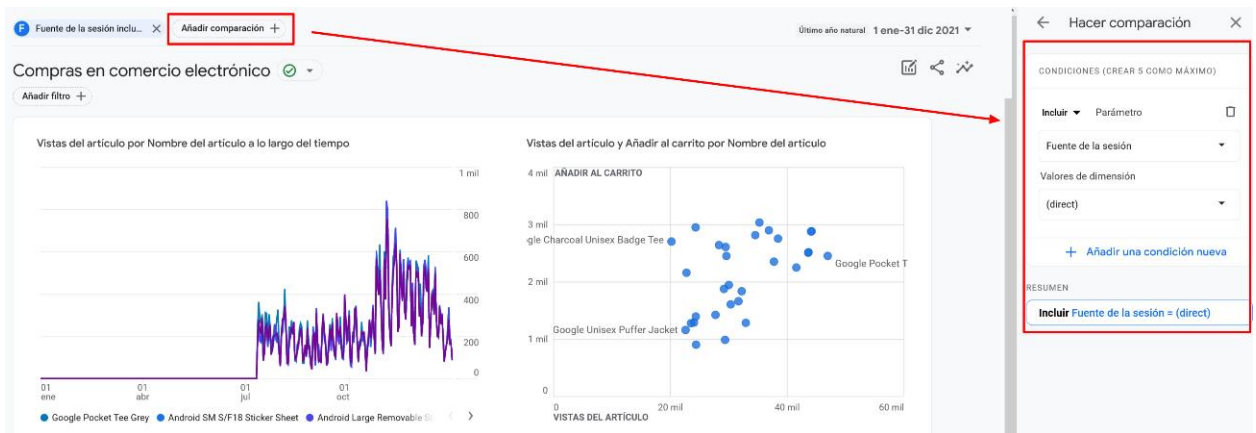 F Fuente de la sesión inclu... X Añadir comparación +
Último año natural 1 ene-31 dic 2021
Compras en comercio electrónico
Añadir filtro +
Vistas del artículo por Nombre del artículo a lo largo del tiempo
1 mil
800
600
400
200
0
01 ene
01 abr
01 jul
01 oct
Google Pocket Tee Grey Android SM S/F18 Sticker Sheet Android Large Removable
Vistas del artículo y Añadir al carrito por Nombre del artículo
4 mil AÑADIR AL CARRITO
3 mil
gle Charcoal Unisex Badge Tee
Google Pocket T
2 mil
Google Unisex Puffer Jacket
1 mil
0
0 20 mil 40 mil 60 mil
VISTAS DEL ARTÍCULO
Hacer comparación
CONDICIONES (CREAR 5 COMO MÁXIMO)
Incluir Parámetro
Fuente de la sesión
Valores de dimensión
(direct)
+ Añadir una condición nueva
RESUMEN
Incluir Fuente de la sesión = (direct)